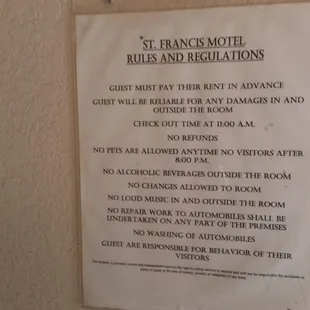 ST. FRANCIS MOTEL
RULES AND REGULATIONS
GUEST MUST PAY THEIR RENT IN ADVANCE
GUEST WILL BE RELIABLE FOR ANY DAMAGES IN AND
OUTSIDE THE ROOM
CHECK OUT TIME AT 11:00 A.M.
NO REFUNDS
NO PETS ARE ALLOWED ANYTIME NO VISITORS AFTER
8:00 P.M.
NO ALCOHOLIC BEVERAGES OUTSIDE THE ROOM
NO CHANGES ALLOWED TO ROOM
NO LOUD MUSIC IN AND OUTSIDE THE ROOM
NO REPAIR WORK TO AUTOMOBILES SHALL BE
UNDERTAKEN ON ANY PART OF THE PREMISES
NO WASHING OF AUTOMOBILES
GUEST ARE RESPONSIBLE FOR BEHAVIOR OF THEIR
VISITORS